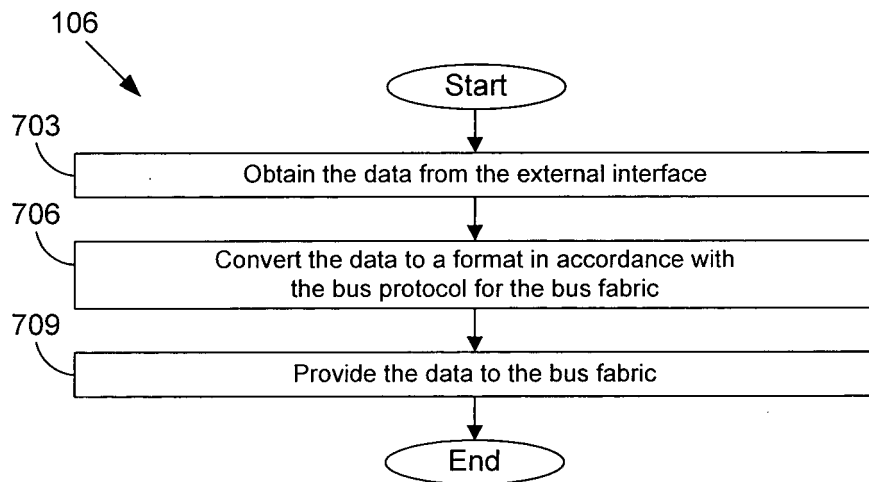 106
Start
703
Obtain the data from the external interface
706
Convert the data to a format in accordance with
the bus protocol for the bus fabric
709
Provide the data to the bus fabric
End